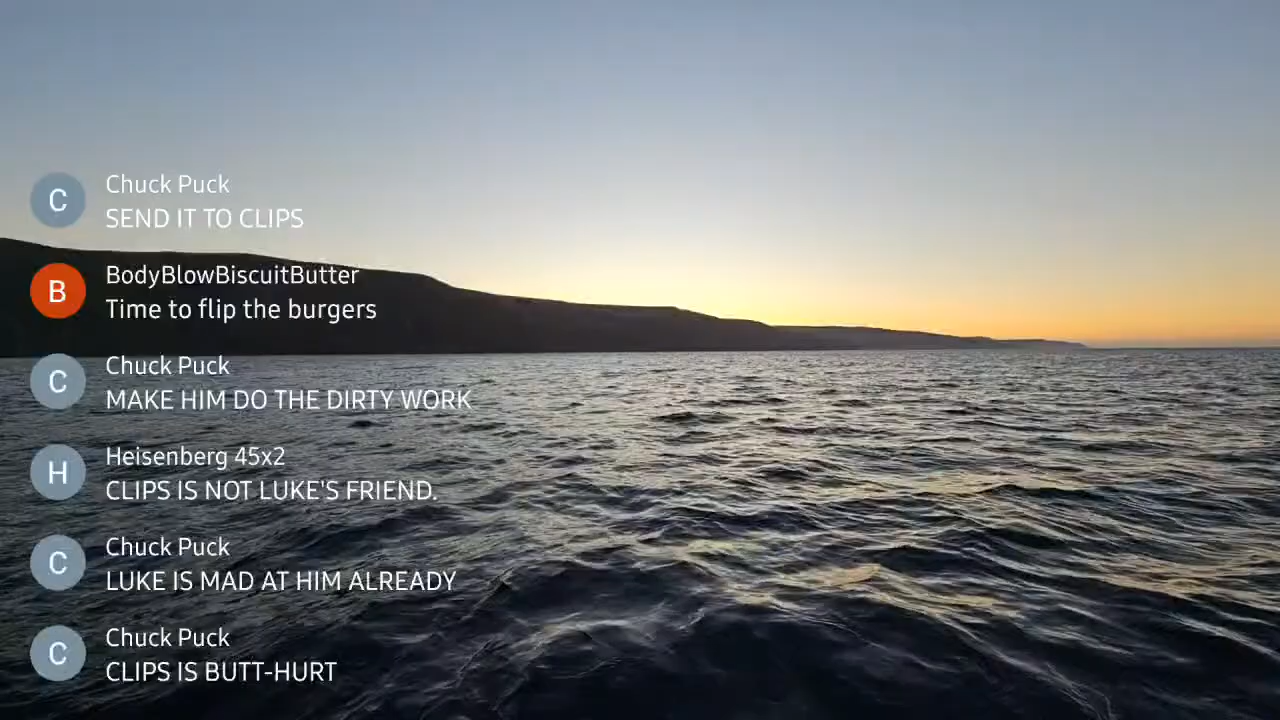 C
Chuck Puck
SEND IT TO CLIPS
B
BodyBlowBiscuitButter
Time to flip the burgers
C
Chuck Puck
MAKE HIM DO THE DIRTY WORK
H
Heisenberg 45x2
CLIPS IS NOT LUKE'S FRIEND.
C
Chuck Puck
LUKE IS MAD AT HIM ALREADY
C
Chuck Puck
CLIPS IS BUTT-HURT